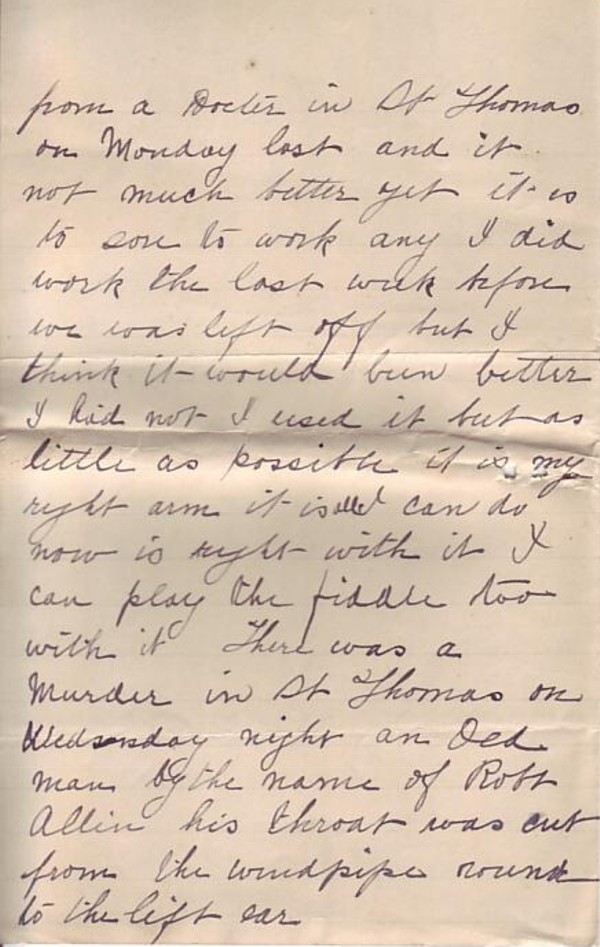 from a Docter in St Thomas
on Monday last and it
not much better yet it is
to sore to work any I did
work the last week before
we was left off but I
think it would been better
I had not I used it but as
little as possible it is my
right arm it is all I can do
now is right with it I
can play the fiddle too
with it There was a
Murder in St Thomas on
Wedsnsday night an Old
man by the name of Robt
Allin his throat was cut
from the windpipe round
to the lift ear